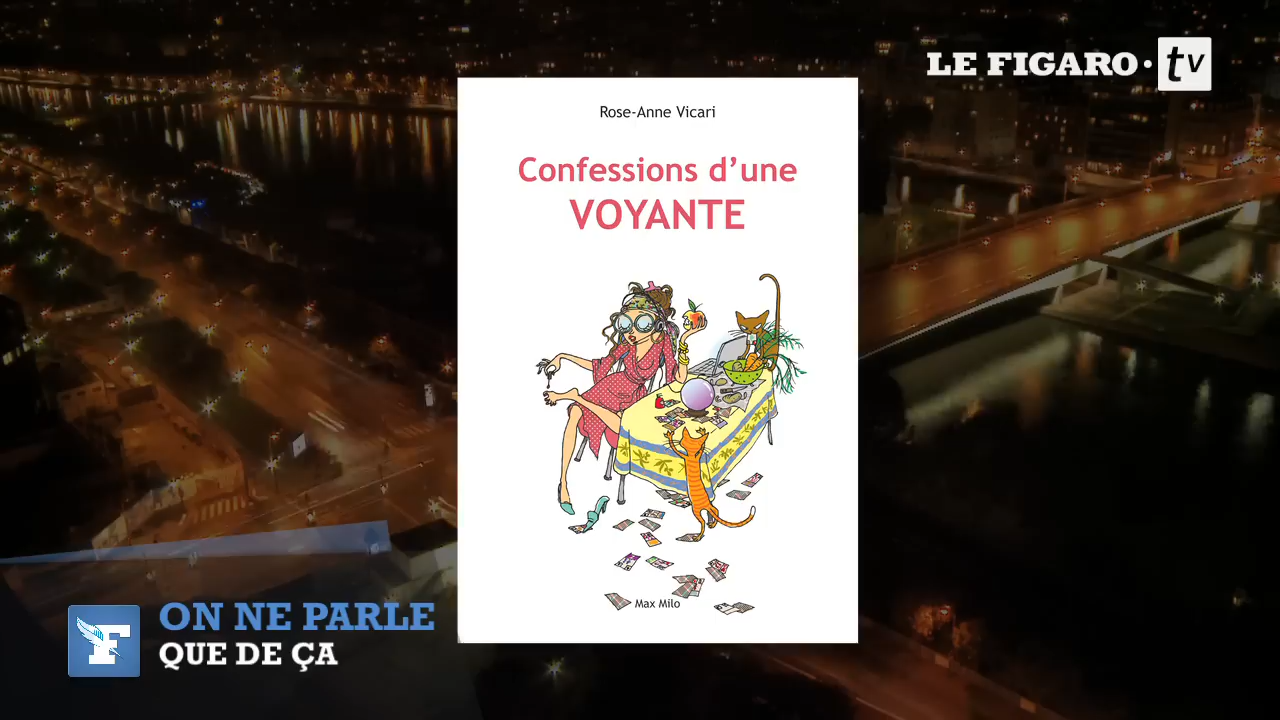 LE FIGARO · tv
Rose-Anne Vicari
Confessions d'une
VOYANTE
Max Milo
F
ON NE PARLE
QUE DE ÇA